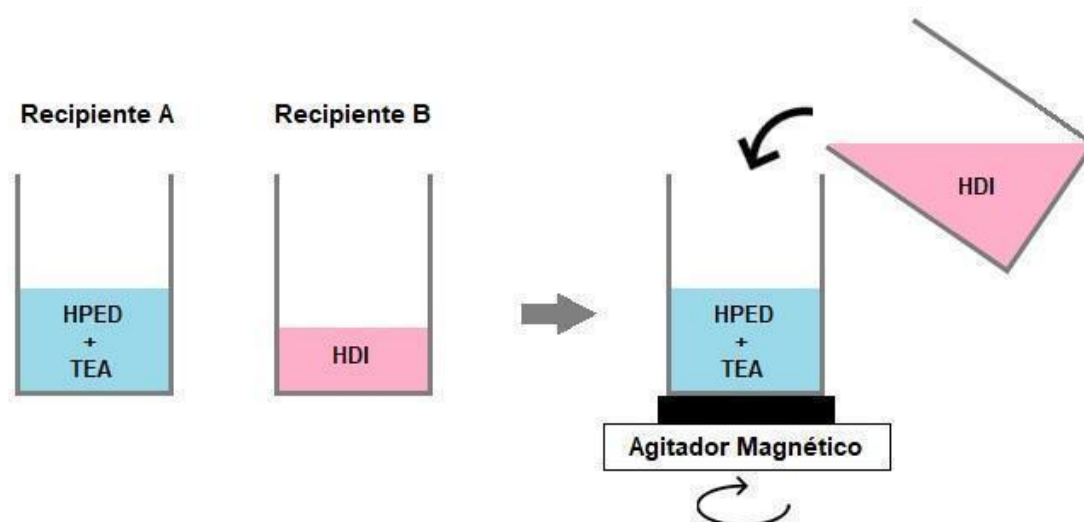 Recipiente A
Recipiente B
HDI
HPED
+
TEA
HDI
HPED
+
TEA
Agitador Magnético